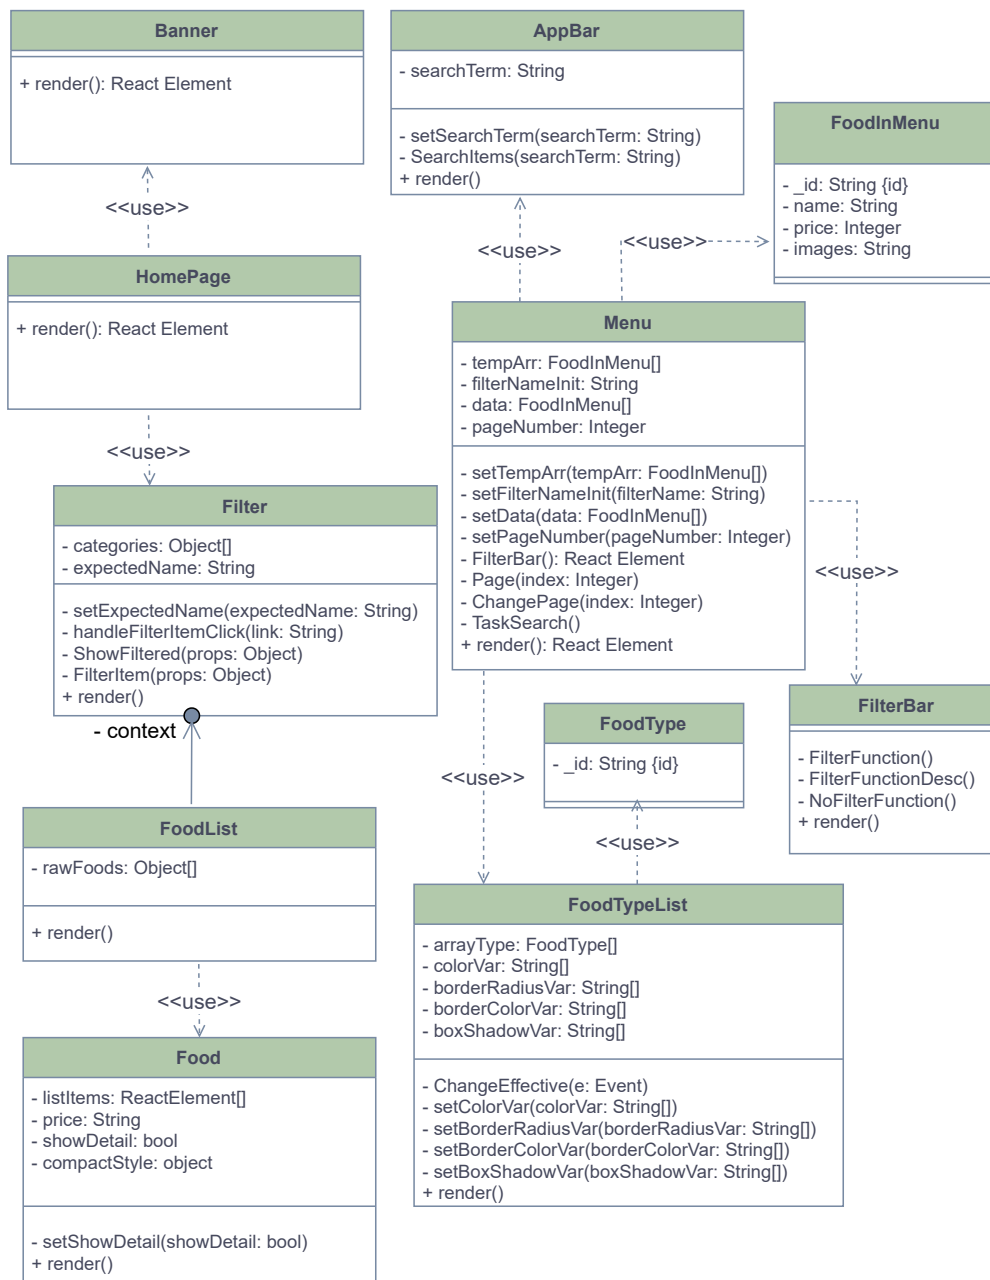 Banner
+ render(): React Element
<<use>>
HomePage
+ render(): React Element
<<use>>
Filter
- categories: Object[]
- expectedName: String
- setExpectedName(expectedName: String)
- handleFilterItemClick(link: String)
- ShowFiltered(props: Object)
- FilterItem(props: Object)
+ render()
- context
FoodList
- rawFoods: Object[]
+ render()
<<use>>
Food
- listItems: ReactElement[]
- price: String
- showDetail: bool
- compactStyle: object
- setShowDetail(showDetail: bool)
+ render()
AppBar
- searchTerm: String
- setSearchTerm(searchTerm: String)
- SearchItems(searchTerm: String)
+ render()
<<use>>
<<use>>
FoodInMenu
- _id: String {id}
- name: String
- price: Integer
- images: String
Menu
- tempArr: FoodInMenu[]
- filterNameInit: String
- data: FoodInMenu[]
- pageNumber: Integer
- setTempArr(tempArr: FoodInMenu[])
- setFilterNameInit(filterName: String)
- setData(data: FoodInMenu[])
- setPageNumber(pageNumber: Integer)
- FilterBar(): React Element
- Page(index: Integer)
- ChangePage(index: Integer)
- TaskSearch()
+ render(): React Element
<<use>>
FilterBar
- FilterFunction()
- FilterFunctionDesc()
- NoFilterFunction()
+ render()
<<use>>
FoodType
- _id: String {id}
<<use>>
FoodTypeList
- arrayType: FoodType[]
- colorVar: String[]
- borderRadiusVar: String[]
- borderColorVar: String[]
- boxShadowVar: String[]
- ChangeEffective(e: Event)
- setColorVar(colorVar: String[])
- setBorderRadiusVar(borderRadiusVar: String[])
- setBorderColorVar(borderColorVar: String[])
- setBoxShadowVar(boxShadowVar: String[])
+ render()